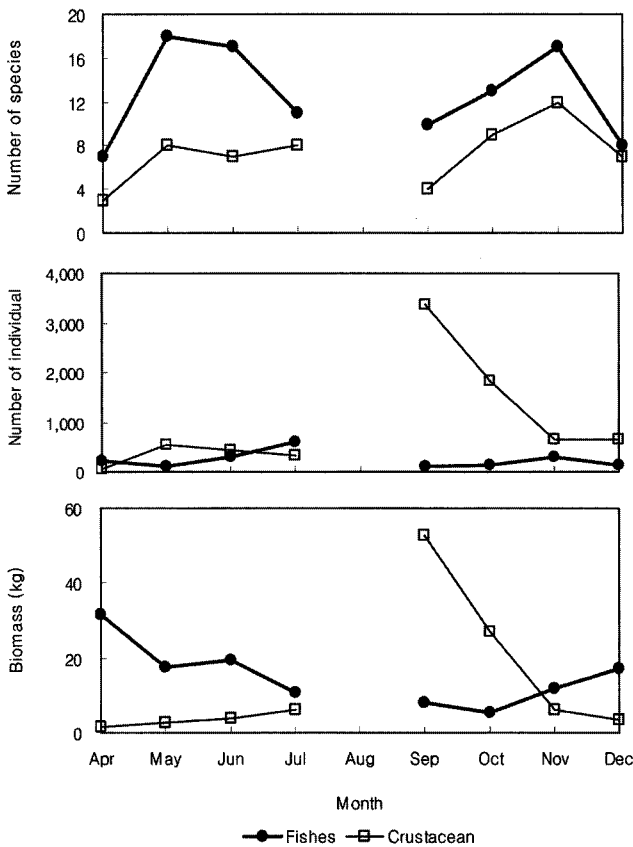 20
16
12
8
4
0
Number of species
4,000
3,000
2,000
1,000
0
Number of individual
60
40
20
0
Biomass (kg)
Apr May Jun Jul Aug Sep Oct Nov Dec
Month
Fishes Crustacean